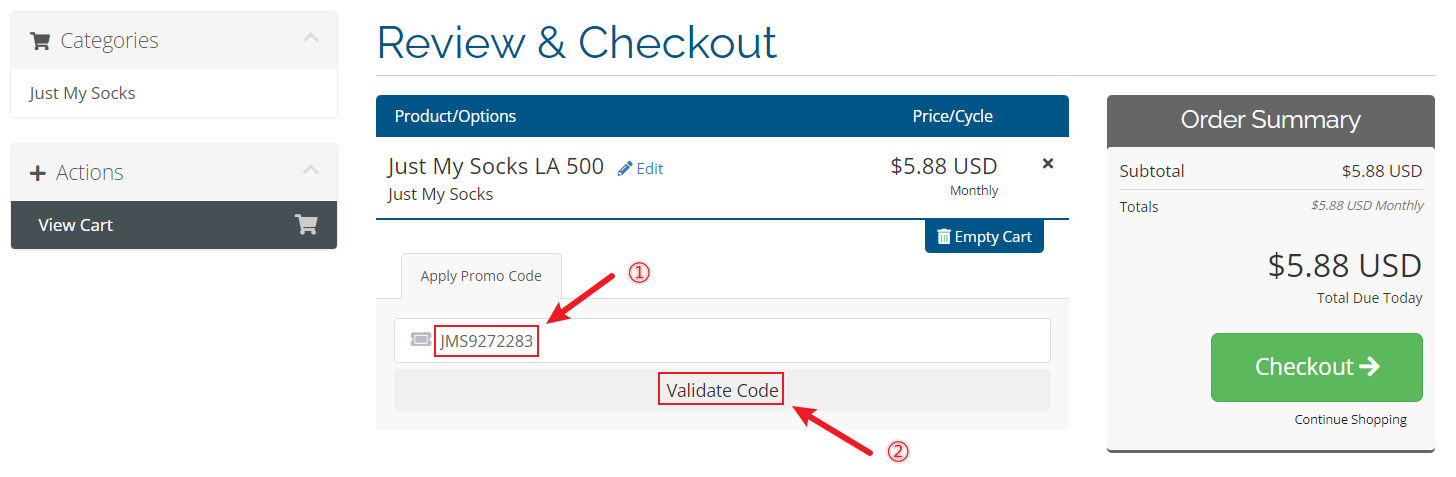 Categories
Just My Socks
Actions
View Cart
Review & Checkout
Product/Options Price/Cycle
Just My Socks LA 500 Edit $5.88 USD
Just My Socks Monthly
Empty Cart
Apply Promo Code
①
JMS9272283
Validate Code
②
Order Summary
Subtotal $5.88 USD
Totals $5.88 USD Monthly
$5.88 USD
Total Due Today
Checkout
Continue Shopping